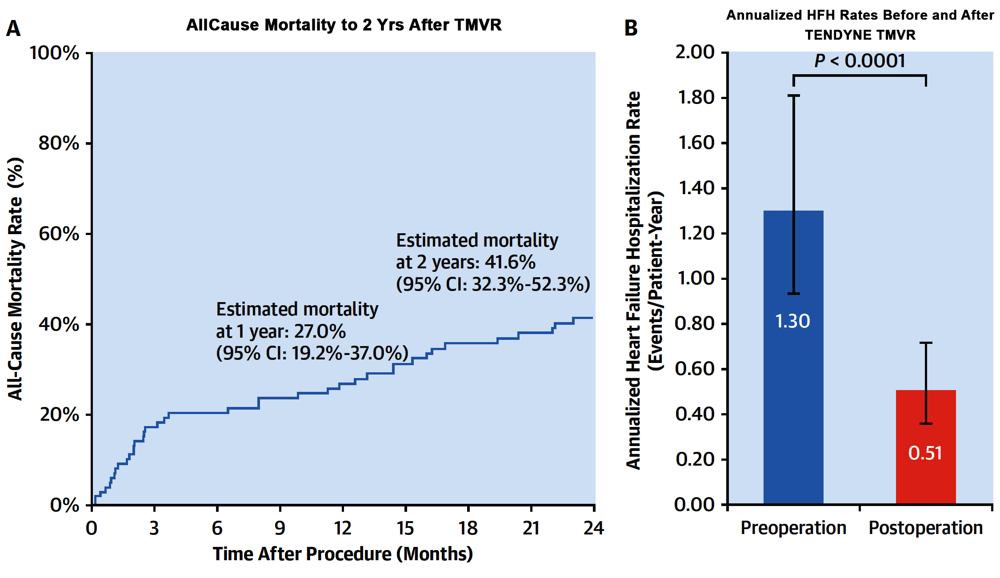 A
AllCause Mortality to 2 Yrs After TMVR
All-Cause Mortality Rate (%)
100%
80%
60%
40%
20%
0%
Estimated mortality
at 2 years: 41.6%
(95% CI: 32.3%-52.3%)
Estimated mortality
at 1 year: 27.0%
(95% CI: 19.2%-37.0%)
0 3 6 9 12 15 18 21 24
Time After Procedure (Months)
B
Annualized HFH Rates Before and After
TENDYNE TMVR
Annualized Heart Failure Hospitalization Rate
(Events/Patient-Year)
2.00
1.80
1.60
1.40
1.20
1.00
0.80
0.60
0.40
0.20
0.00
P < 0.0001
1.30
0.51
Preoperation Postoperation